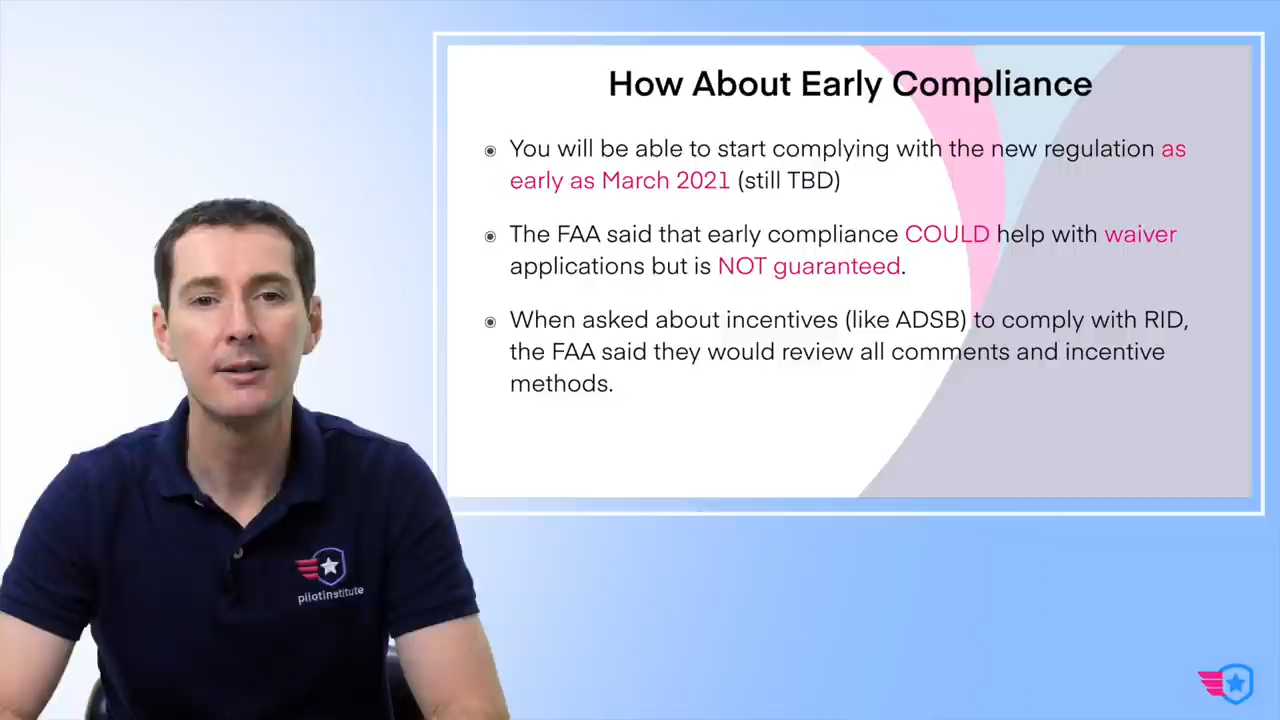 How About Early Compliance
You will be able to start complying with the new regulation as
early as March 2021 (still TBD)
The FAA said that early compliance COULD help with waiver
applications but is NOT guaranteed.
When asked about incentives (like ADSB) to comply with RID,
the FAA said they would review all comments and incentive
methods.
pilotinstitute